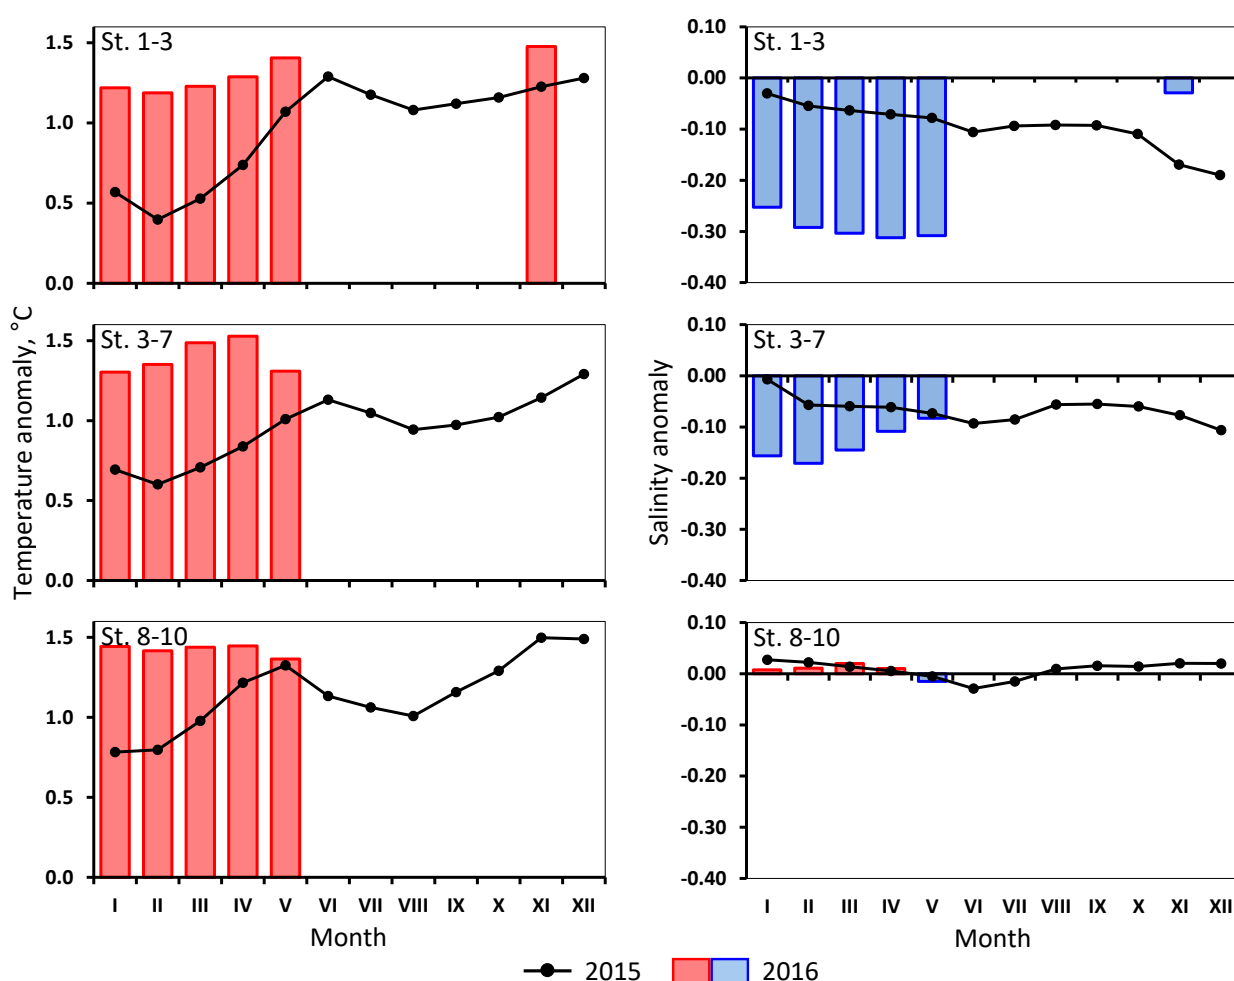 St. 1-3
1.5
1.0
0.5
0.0
St. 1-3
0.10
0.00
-0.10
-0.20
-0.30
-0.40
Temperature anomaly, °C
St. 3-7
1.5
1.0
0.5
0.0
Salinity anomaly
St. 3-7
0.10
0.00
-0.10
-0.20
-0.30
-0.40
St. 8-10
1.5
1.0
0.5
0.0
I II III IV V VI VII VIII IX X XI XII
Month
St. 8-10
0.10
0.00
-0.10
-0.20
-0.30
-0.40
I II III IV V VI VII VIII IX X XI XII
Month
2015 2016